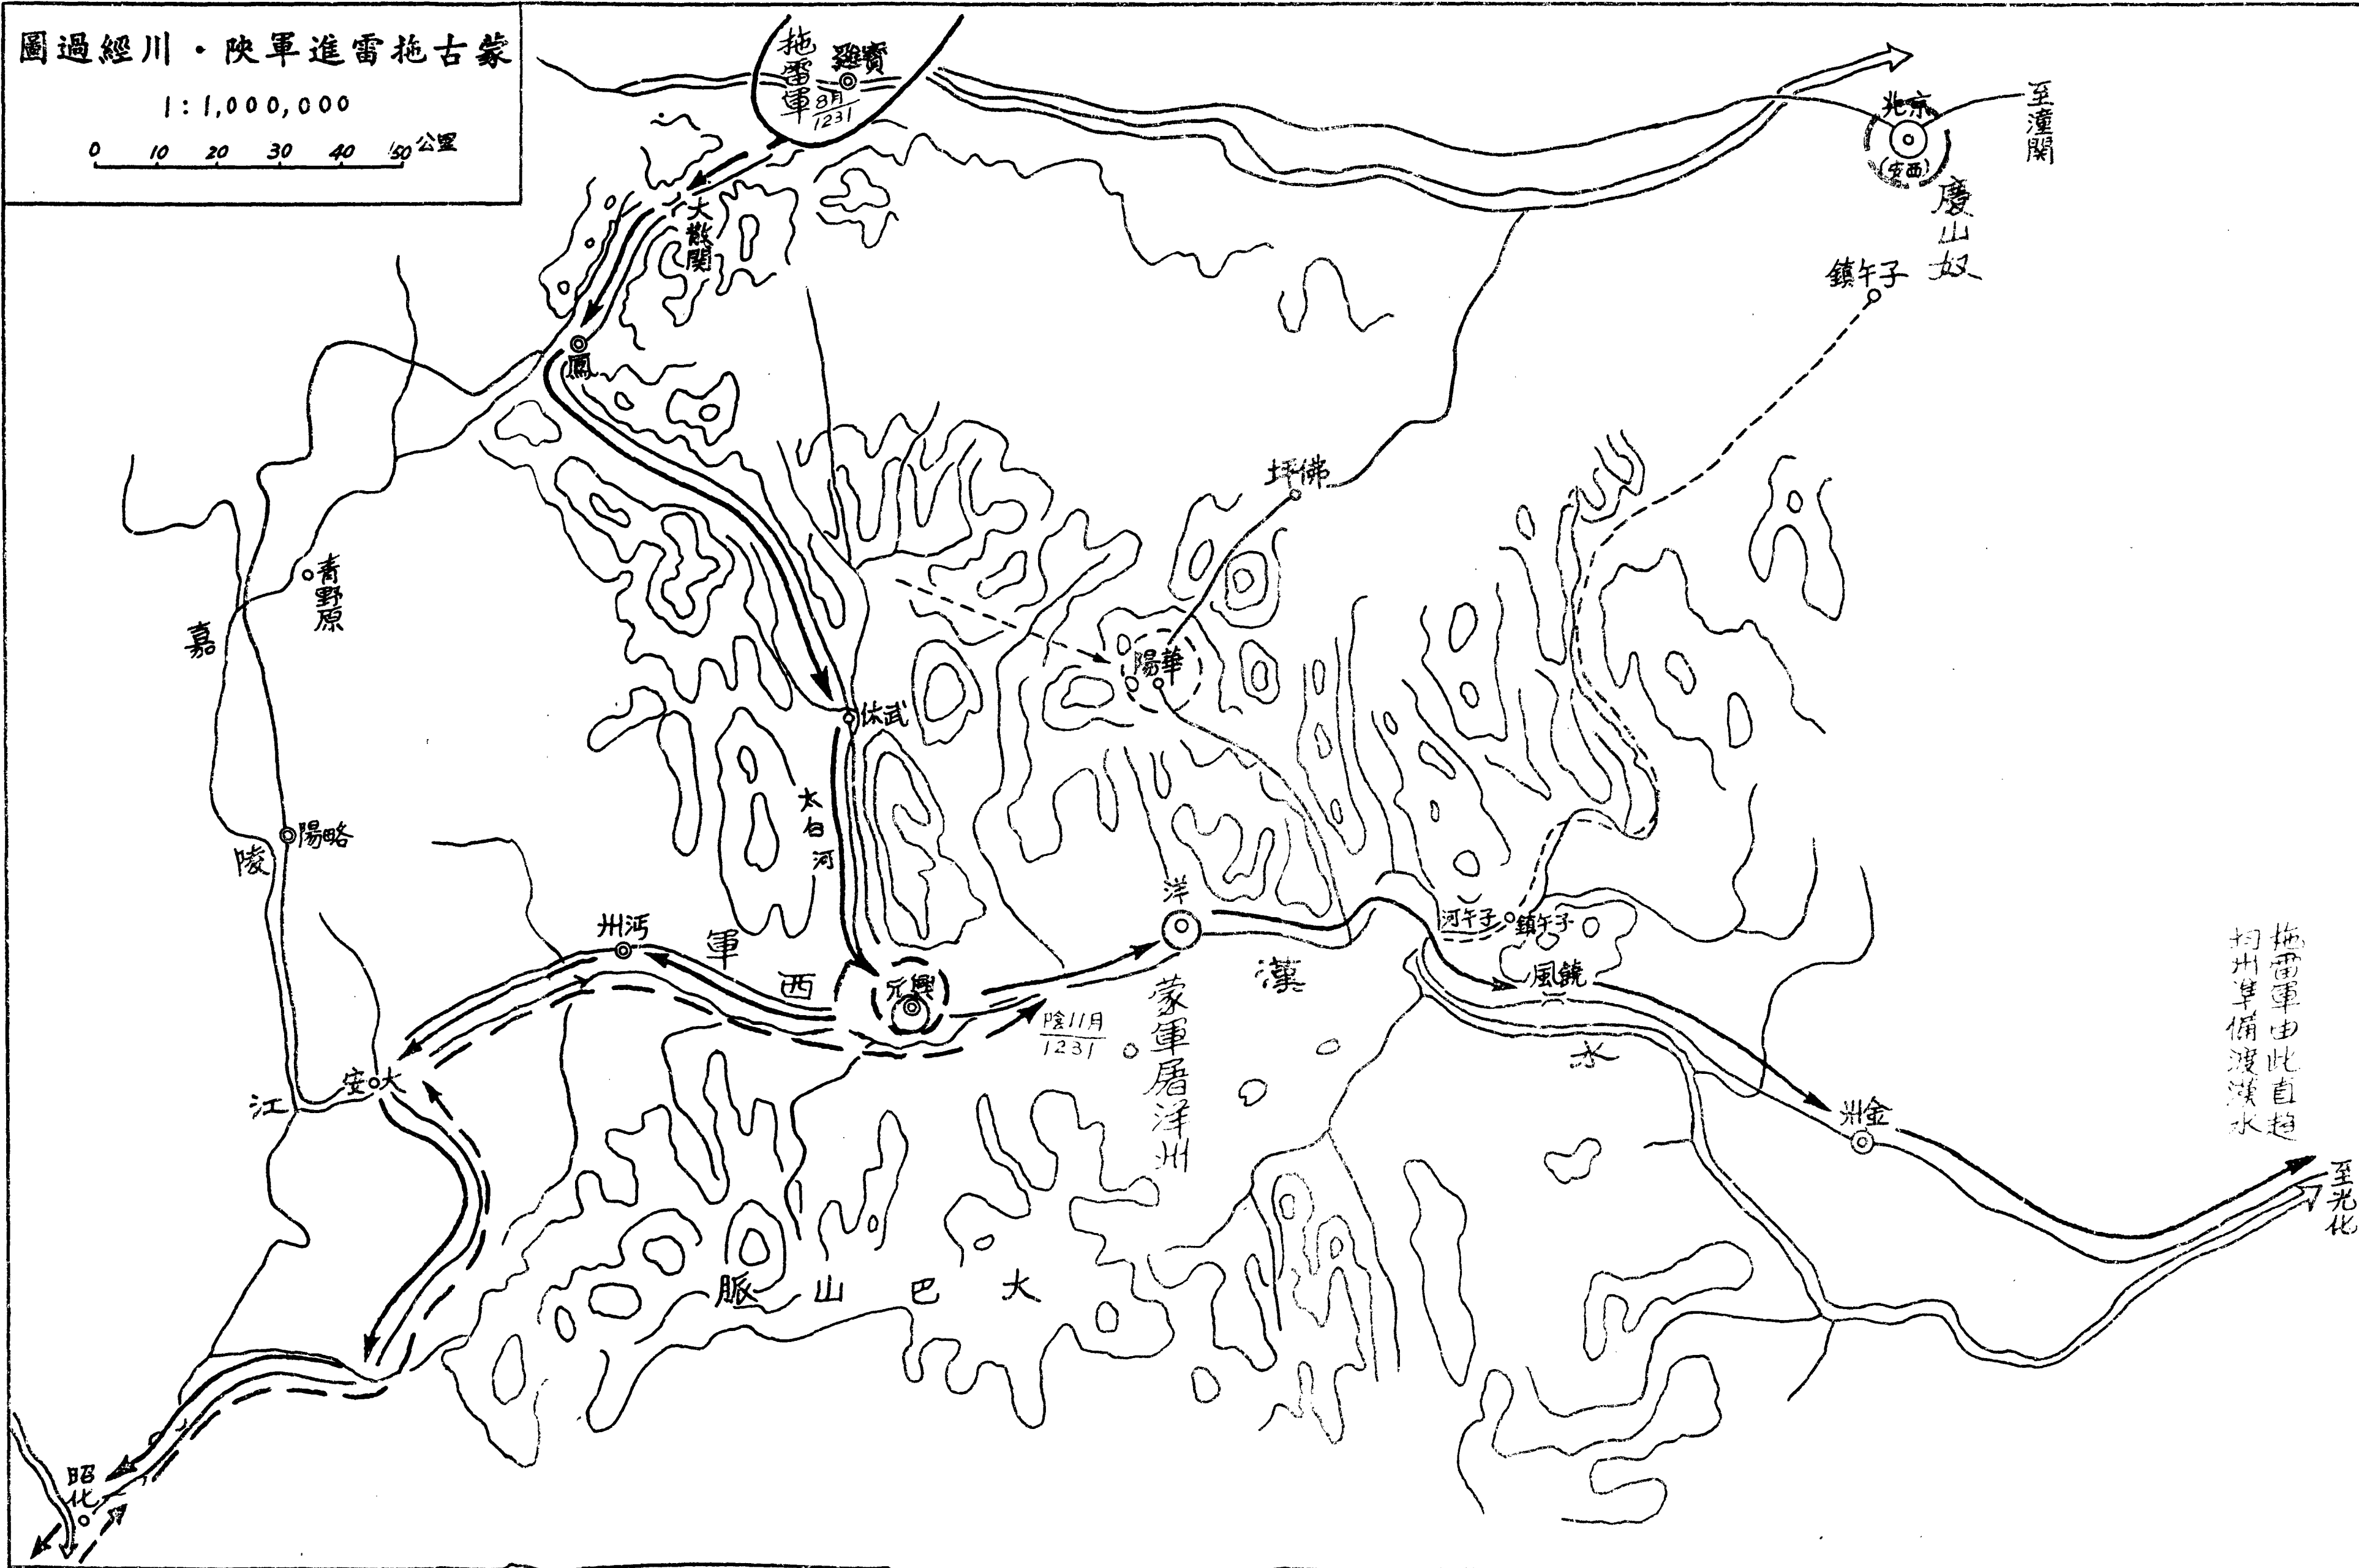 蒙古拖雷進軍陝・川經過圖
1:1,000,000
0 10 20 30 40 50 公里
拖雷軍
寶雞
8月
1231
京兆
(西安)
至潼関
慶山奴
子午鎮
大散関
鳳
佛坪
青野原
華陽
武休
太白河
嘉陵江
略陽
沔州
西軍
興元
洋
漢水
子午河
子午鎮
饒風
陰11月
1231
蒙軍屠洋州
大安
金州
拖雷軍由此直趨
均州準備渡漢水
至光化
大巴山脈
昭化